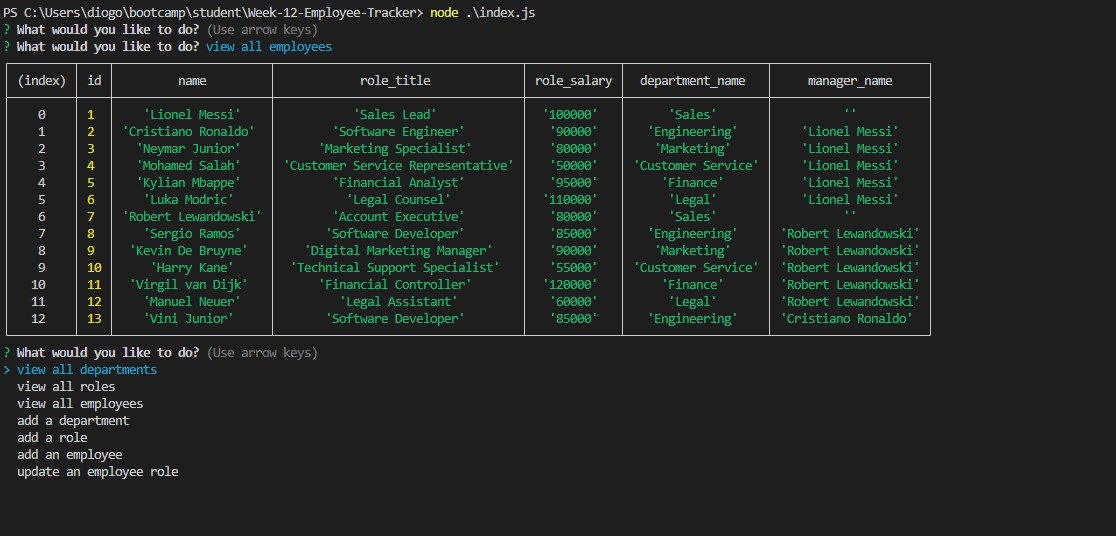 PS C:\Users\diogo\bootcamp\student\Week-12-Employee-Tracker> node .\index.js
? What would you like to do? (Use arrow keys)
? What would you like to do? view all employees
(index) id name role_title role_salary department_name manager_name
0 1 'Lionel Messi' 'Sales Lead' '100000' 'Sales' ''
1 2 'Cristiano Ronaldo' 'Software Engineer' '90000' 'Engineering' 'Lionel Messi'
2 3 'Neymar Junior' 'Marketing Specialist' '80000' 'Marketing' 'Lionel Messi'
3 4 'Mohamed Salah' 'Customer Service Representative' '50000' 'Customer Service' 'Lionel Messi'
4 5 'Kylian Mbappe' 'Financial Analyst' '95000' 'Finance' 'Lionel Messi'
5 6 'Luka Modric' 'Legal Counsel' '110000' 'Legal' 'Lionel Messi'
6 7 'Robert Lewandowski' 'Account Executive' '80000' 'Sales' ''
7 8 'Sergio Ramos' 'Software Developer' '85000' 'Engineering' 'Robert Lewandowski'
8 9 'Kevin De Bruyne' 'Digital Marketing Manager' '90000' 'Marketing' 'Robert Lewandowski'
9 10 'Harry Kane' 'Technical Support Specialist' '55000' 'Customer Service' 'Robert Lewandowski'
10 11 'Virgil van Dijk' 'Financial Controller' '120000' 'Finance' 'Robert Lewandowski'
11 12 'Manuel Neuer' 'Legal Assistant' '60000' 'Legal' 'Robert Lewandowski'
12 13 'Vini Junior' 'Software Developer' '85000' 'Engineering' 'Cristiano Ronaldo'
? What would you like to do? (Use arrow keys)
> view all departments
view all roles
view all employees
add a department
add a role
add an employee
update an employee role